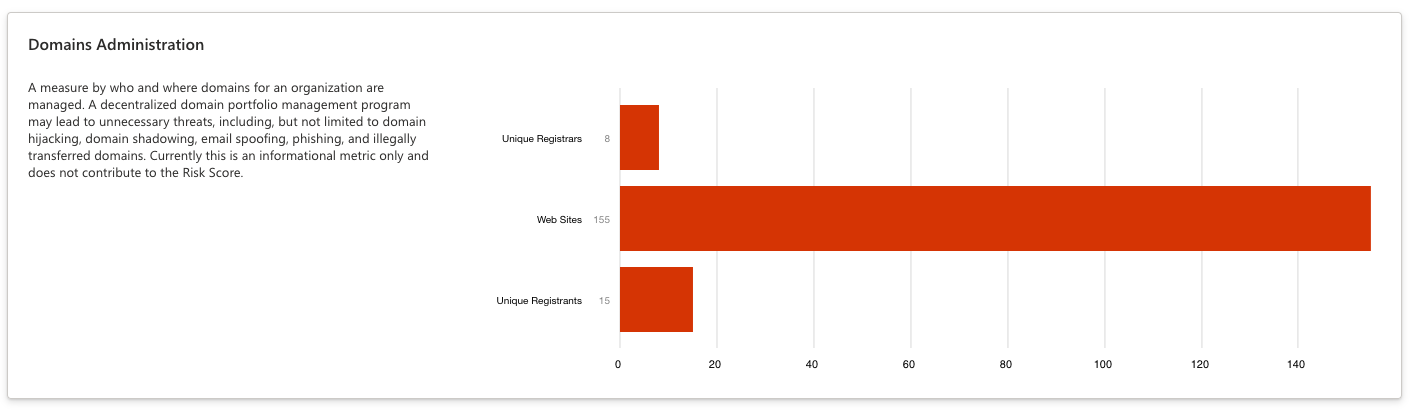 Domains Administration
A measure by who and where domains for an organization are
managed. A decentralized domain portfolio management program
may lead to unnecessary threats, including, but not limited to domain
hijacking, domain shadowing, email spoofing, phishing, and illegally
transferred domains. Currently this is an informational metric only and
does not contribute to the Risk Score.
Unique Registrars 8
Web Sites 155
Unique Registrants 15
0 20 40 60 80 100 120 140